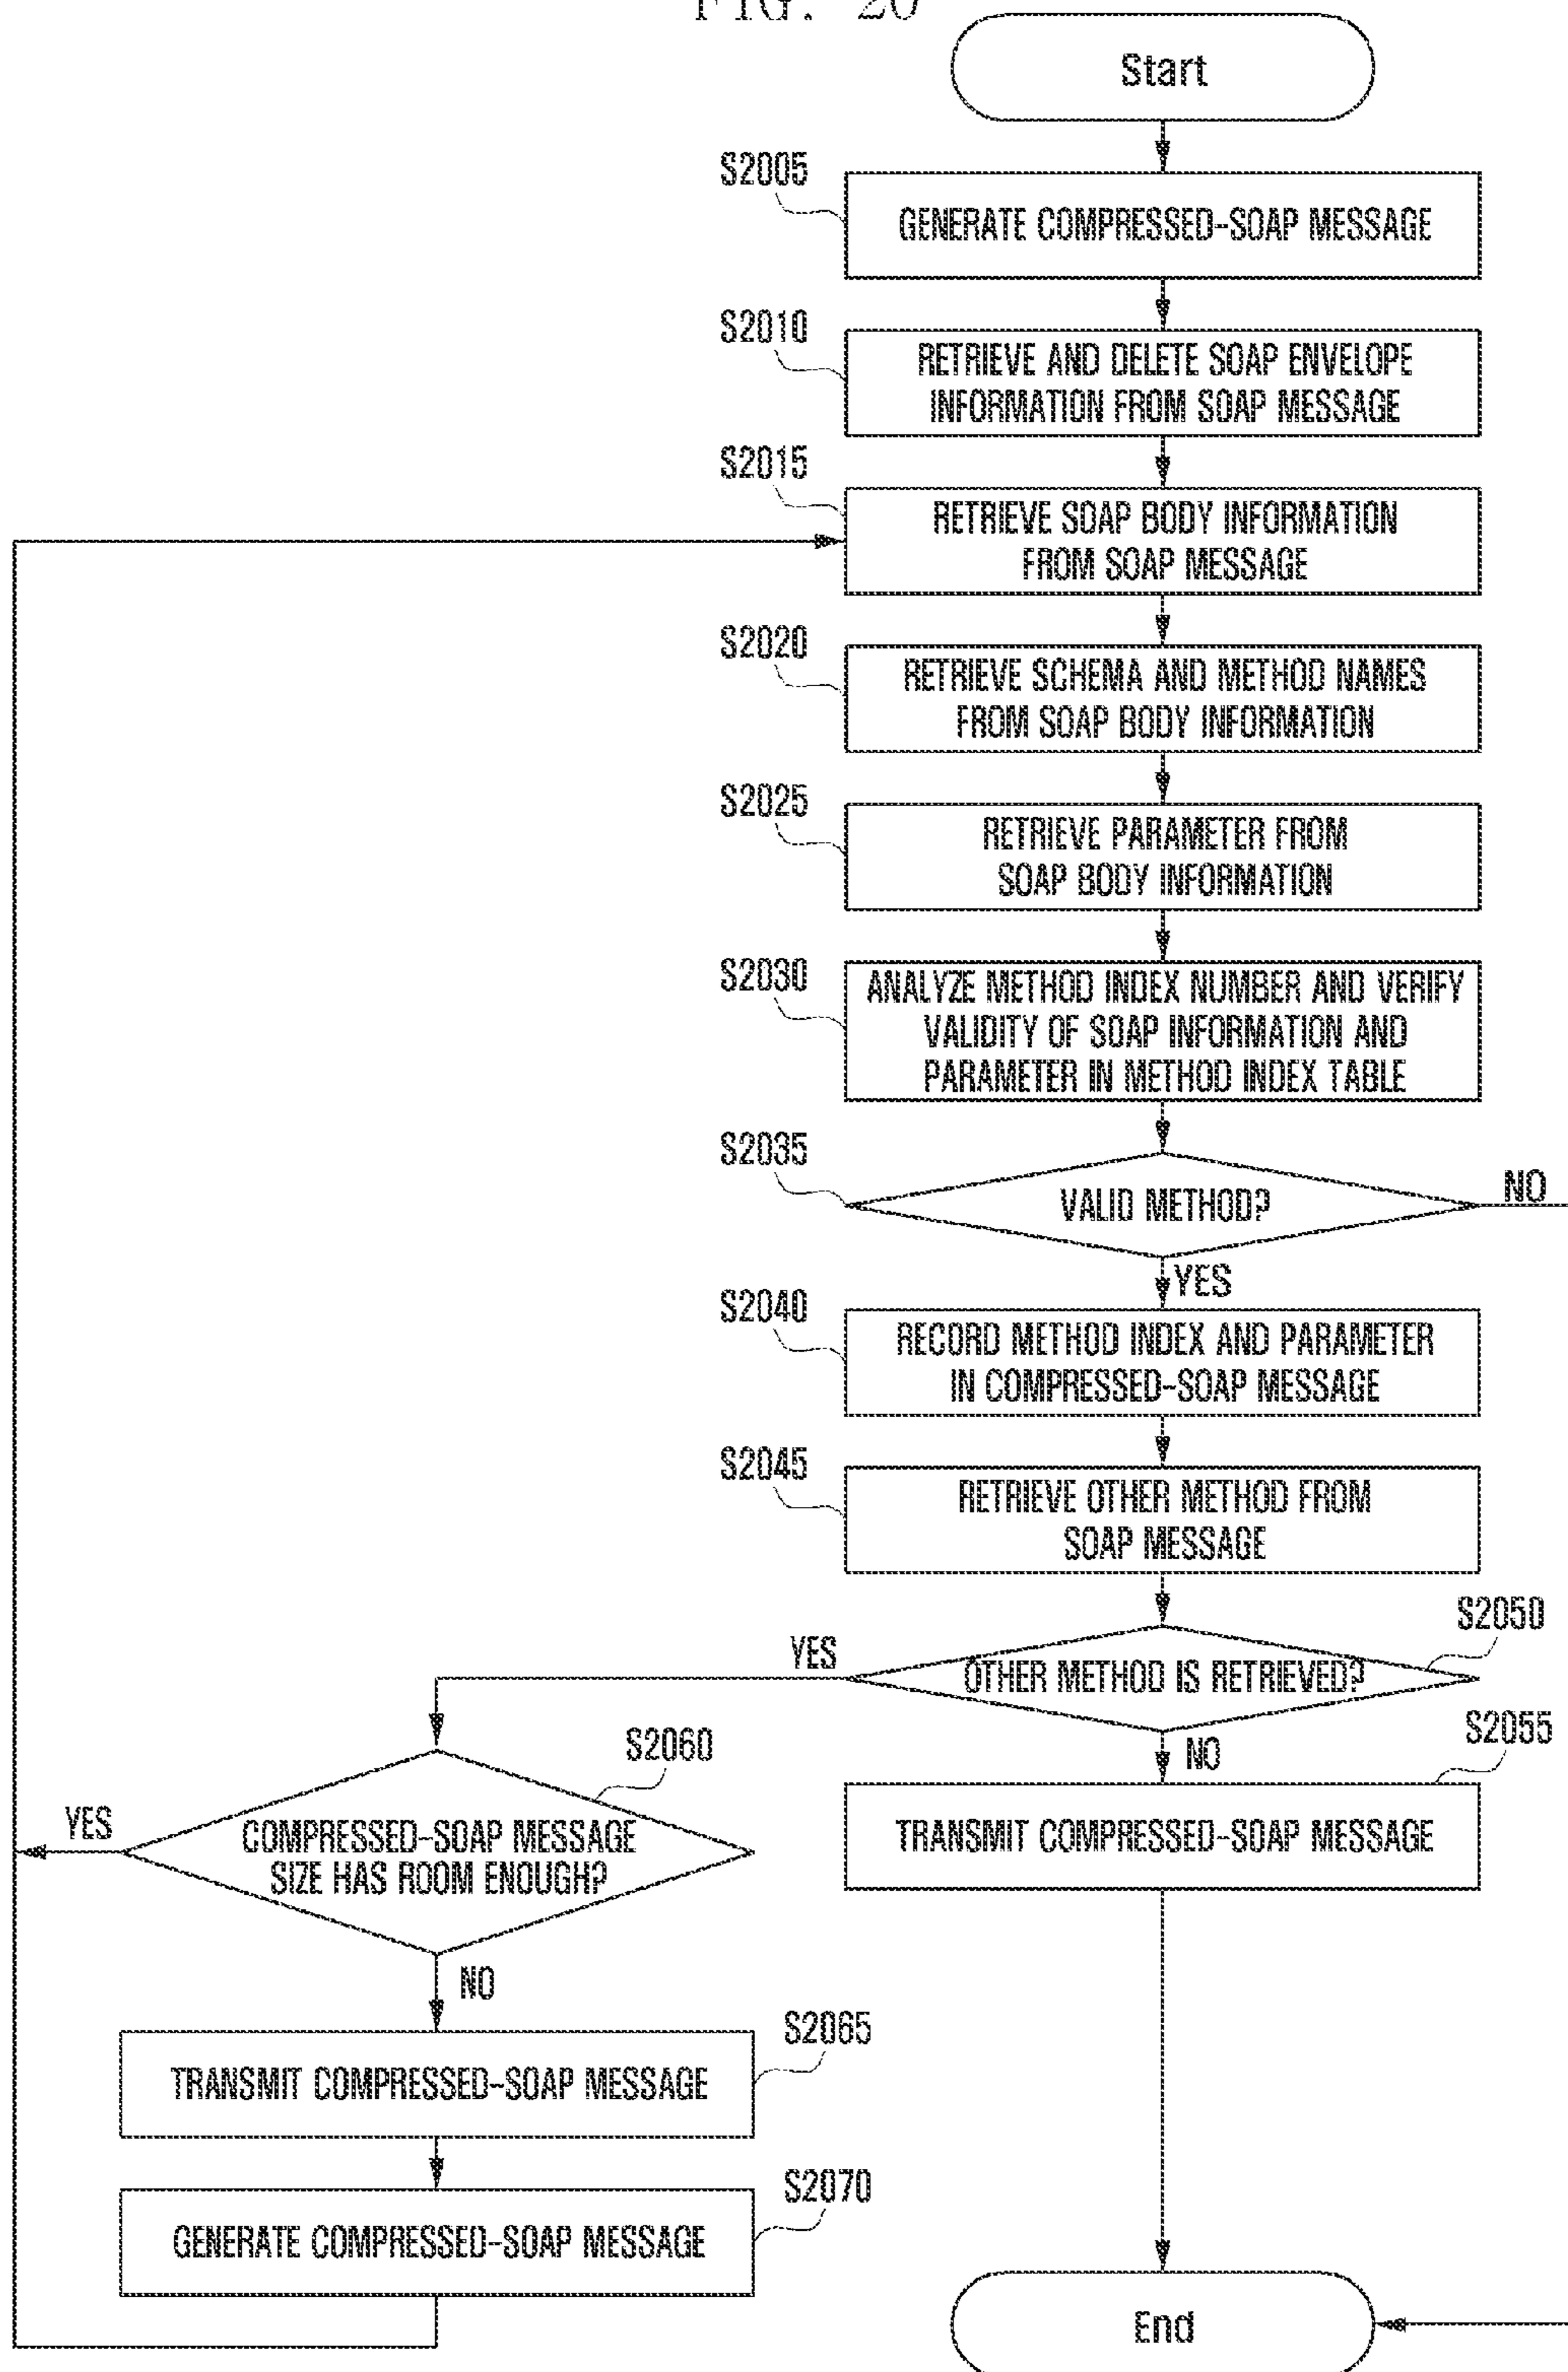 FIG. 20
Start
S2005
GENERATE COMPRESSED-SOAP MESSAGE
S2010
RETRIEVE AND DELETE SOAP ENVELOPE
INFORMATION FROM SOAP MESSAGE
S2015
RETRIEVE SOAP BODY INFORMATION
FROM SOAP MESSAGE
S2020
RETRIEVE SCHEMA AND METHOD NAMES
FROM SOAP BODY INFORMATION
S2025
RETRIEVE PARAMETER FROM
SOAP BODY INFORMATION
S2030
ANALYZE METHOD INDEX NUMBER AND VERIFY
VALIDITY OF SOAP INFORMATION AND
PARAMETER IN METHOD INDEX TABLE
S2035
VALID METHOD?
NO
YES
S2040
RECORD METHOD INDEX AND PARAMETER
IN COMPRESSED-SOAP MESSAGE
S2045
RETRIEVE OTHER METHOD FROM
SOAP MESSAGE
S2050
OTHER METHOD IS RETRIEVED?
YES
NO
S2055
TRANSMIT COMPRESSED-SOAP MESSAGE
S2060
COMPRESSED-SOAP MESSAGE
SIZE HAS ROOM ENOUGH?
YES
NO
S2065
TRANSMIT COMPRESSED-SOAP MESSAGE
S2070
GENERATE COMPRESSED-SOAP MESSAGE
End